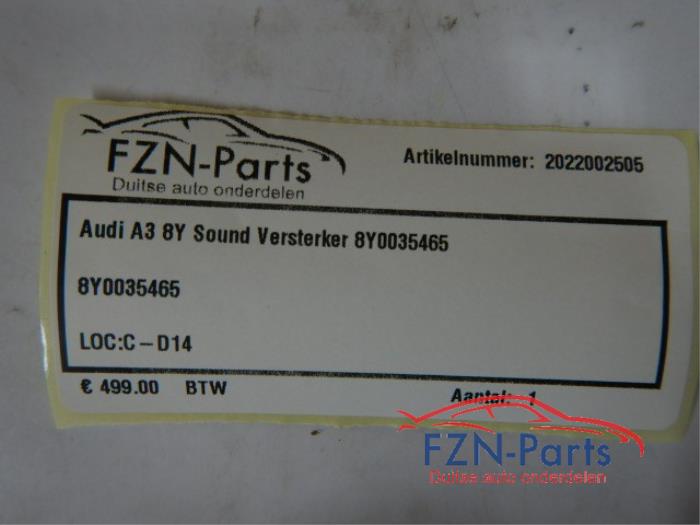 FZN-Parts
Duitse auto onderdelen
Artikelnummer: 2022002505
Audi A3 8Y Sound Versterker 8Y0035465
8Y0035465
LOC:C-D14
€ 499.00 BTW
Aantal: 1
FZN-Parts
Duitse auto onderdelen